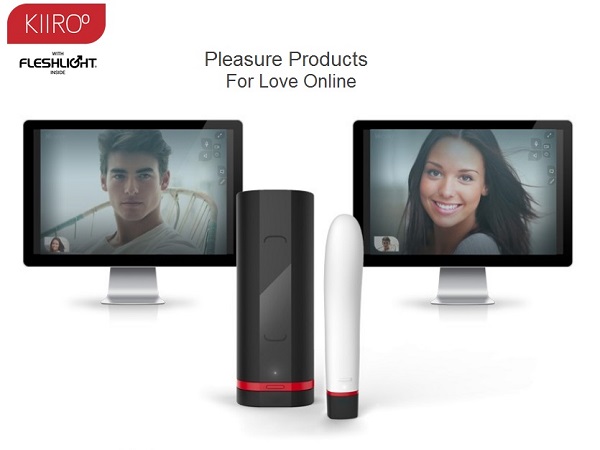 KIIROO
WITH
FLESHLIGHT®
INSIDE
Pleasure Products
For Love Online